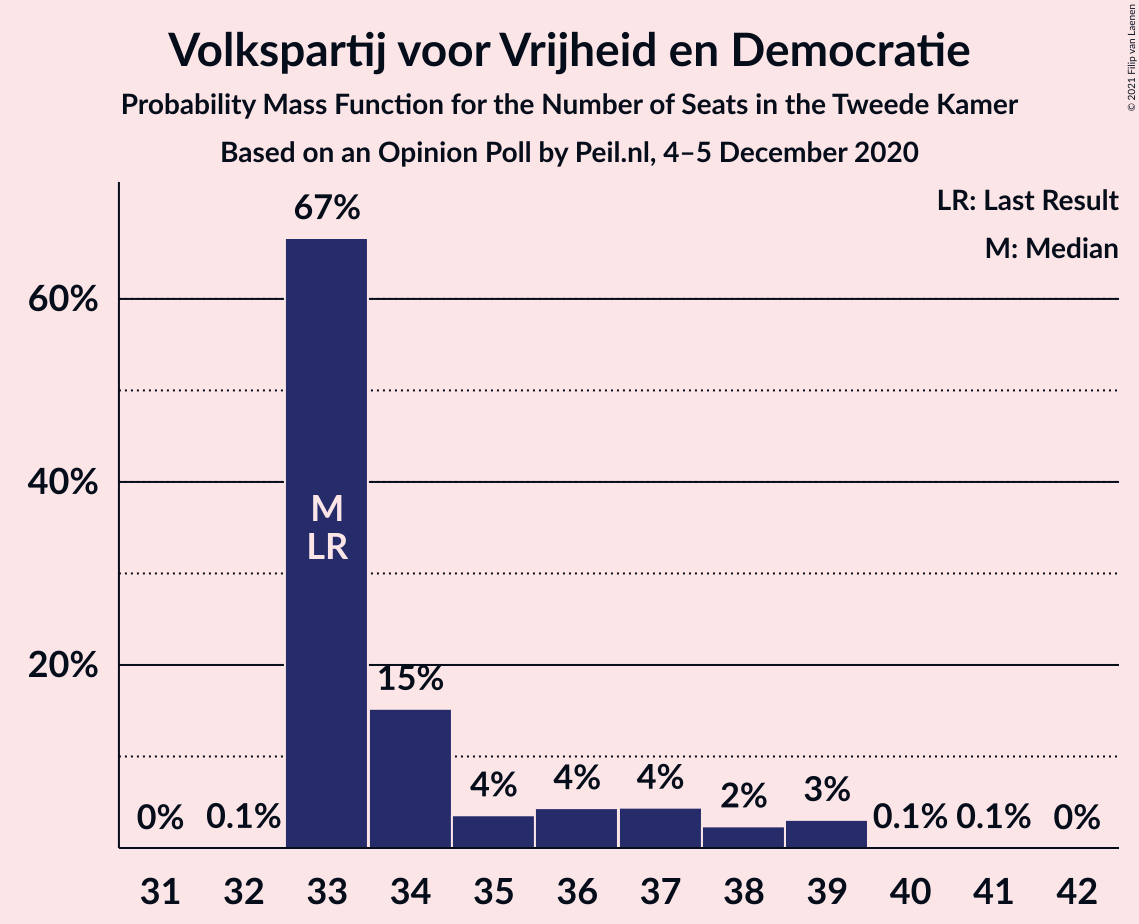 Volkspartij voor Vrijheid en Democratie
Probability Mass Function for the Number of Seats in the Tweede Kamer
Based on an Opinion Poll by Peil.nl, 4–5 December 2020
© 2021 Filip van Laenen
LR: Last Result
M: Median
60%
40%
20%
67%
M
LR
0%
0.1%
15%
4%
4%
4%
2%
3%
0.1%
0.1%
0%
31 32 33 34 35 36 37 38 39 40 41 42